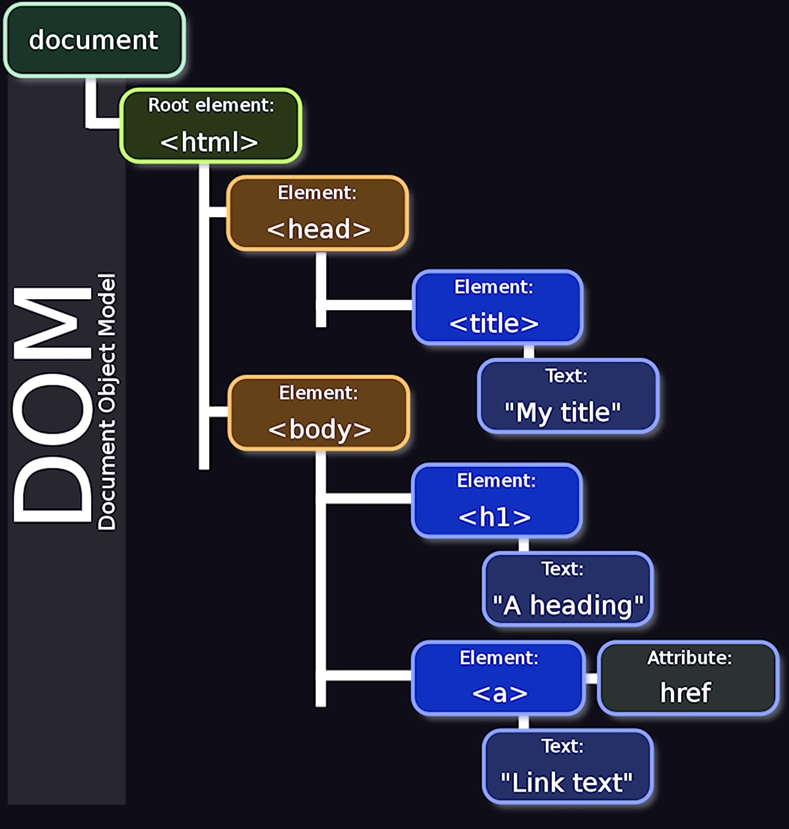 document
Root element:
<html>
Element:
<head>
Element:
<title>
Text:
"My title"
Element:
<body>
Element:
<h1>
Text:
"A heading"
Element:
<a>
Attribute:
href
Text:
"Link text"
DOM
Document Object Model